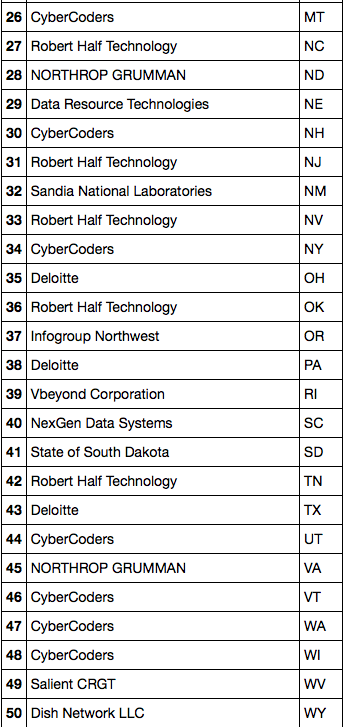 26 CyberCoders MT
27 Robert Half Technology NC
28 NORTHROP GRUMMAN ND
29 Data Resource Technologies NE
30 CyberCoders NH
31 Robert Half Technology NJ
32 Sandia National Laboratories NM
33 Robert Half Technology NV
34 CyberCoders NY
35 Deloitte OH
36 Robert Half Technology OK
37 Infogroup Northwest OR
38 Deloitte PA
39 Vbeyond Corporation RI
40 NexGen Data Systems SC
41 State of South Dakota SD
42 Robert Half Technology TN
43 Deloitte TX
44 CyberCoders UT
45 NORTHROP GRUMMAN VA
46 CyberCoders VT
47 CyberCoders WA
48 CyberCoders WI
49 Salient CRGT WV
50 Dish Network LLC WY